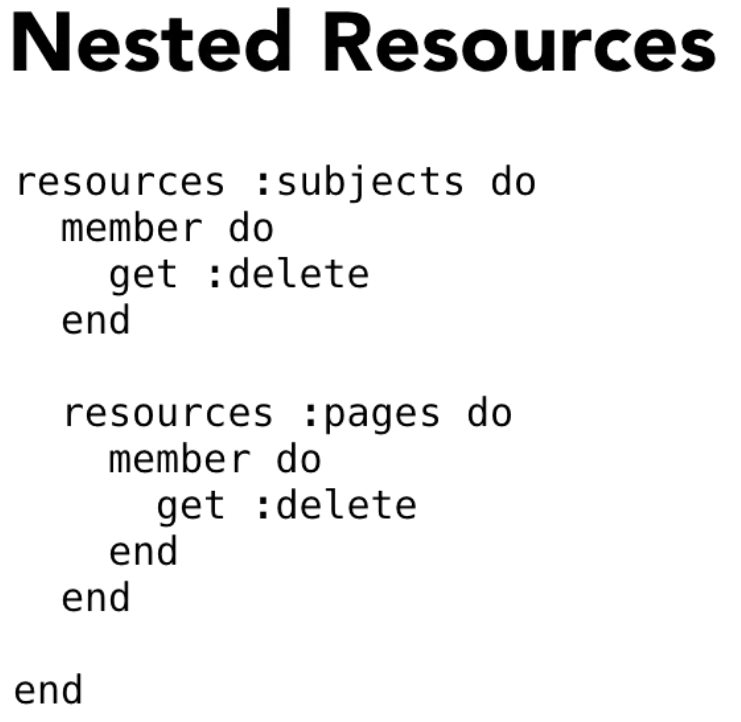 Nested Resources
resources :subjects do
  member do
    get :delete
  end
  resources :pages do
    member do
      get :delete
    end
  end
end